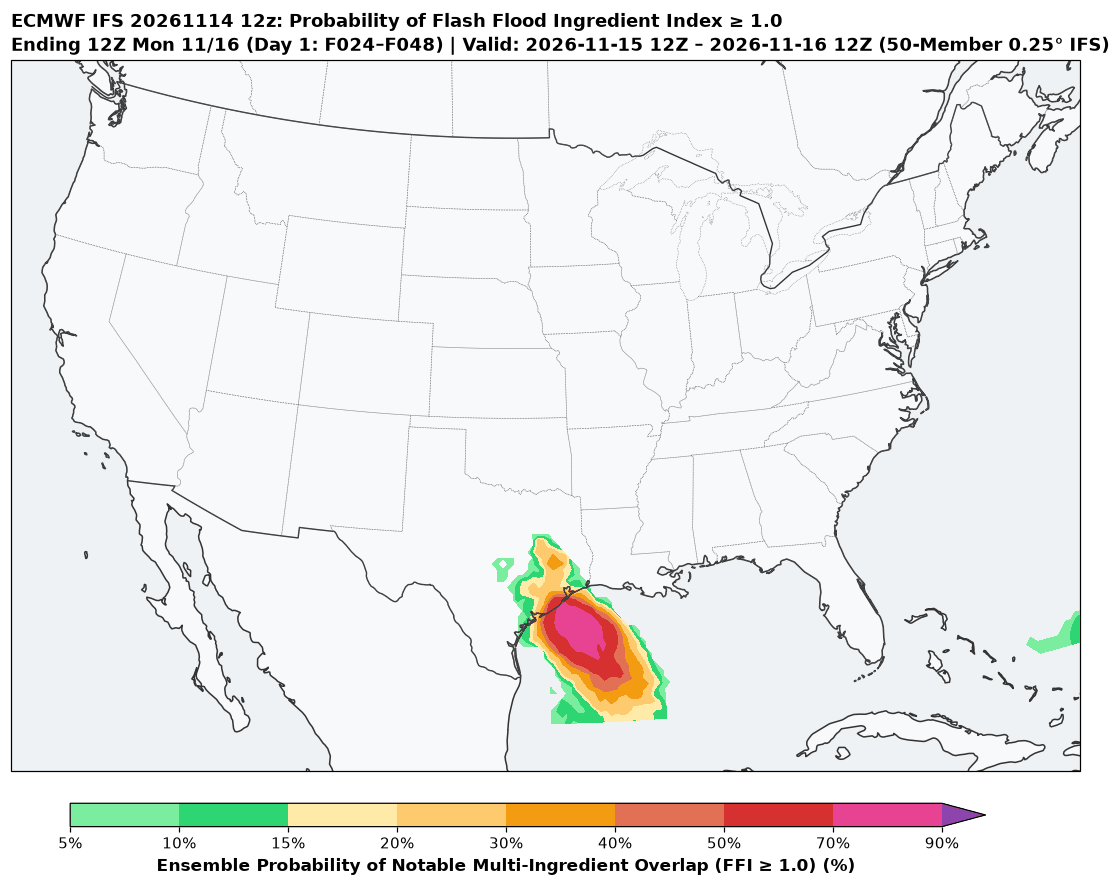 ECMWF IFS 20261114 12z: Probability of Flash Flood Ingredient Index ≥ 1.0
Ending 12Z Mon 11/16 (Day 1: F024–F048) | Valid: 2026-11-15 12Z – 2026-11-16 12Z (50-Member 0.25° IFS)
5% 10% 15% 20% 30% 40% 50% 70% 90%
Ensemble Probability of Notable Multi-Ingredient Overlap (FFI ≥ 1.0) (%)